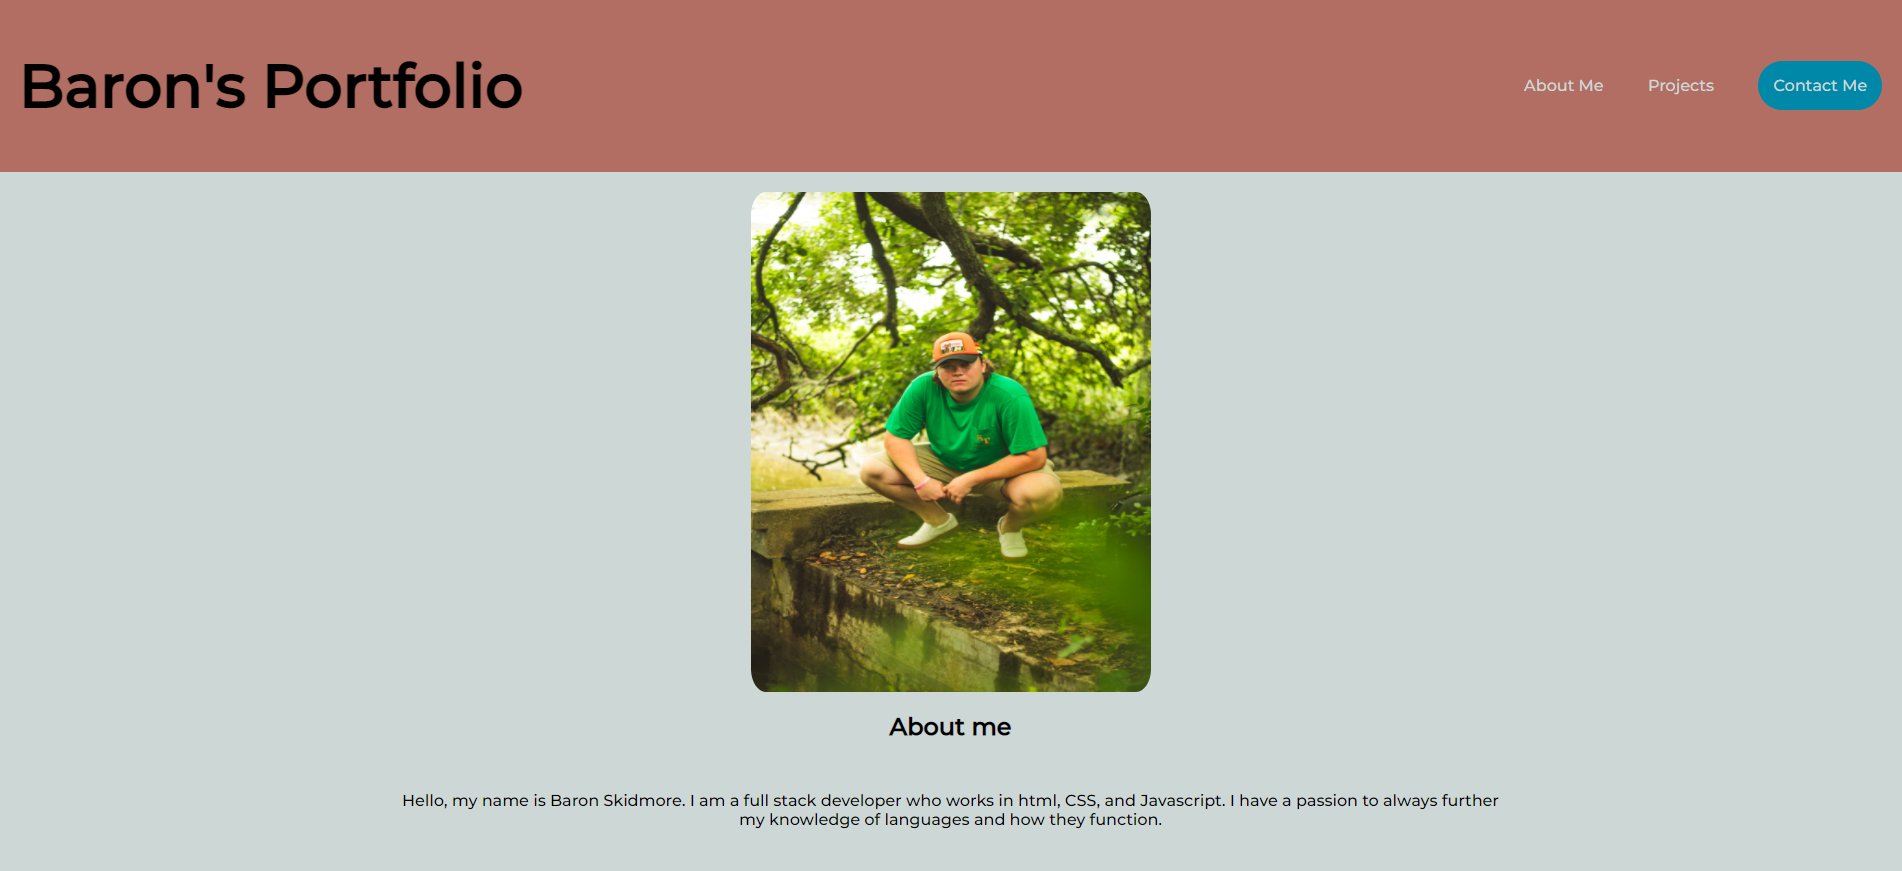 Baron's Portfolio
About Me
Projects
Contact Me
About me
Hello, my name is Baron Skidmore. I am a full stack developer who works in html, CSS, and Javascript. I have a passion to always further
my knowledge of languages and how they function.